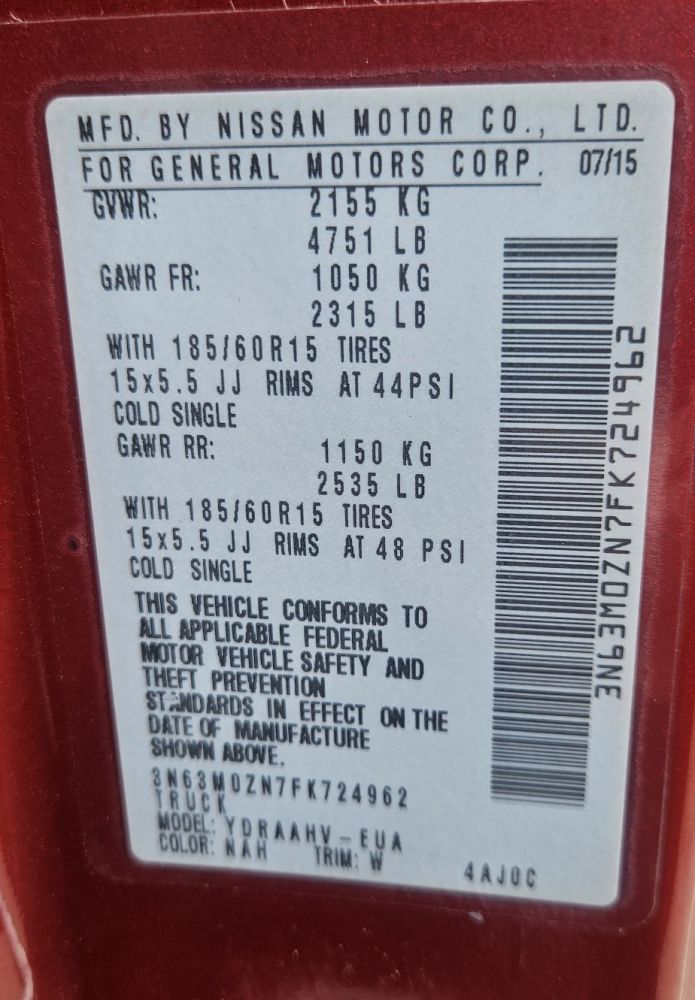 MFD. BY NISSAN MOTOR CO., LTD.
FOR GENERAL MOTORS CORP. 07/15
GVWR: 2155 KG
4751 LB
GAWR FR: 1050 KG
2315 LB
WITH 185/60R15 TIRES
15x5.5 JJ RIMS AT 44PSI
COLD SINGLE
GAWR RR: 1150 KG
2535 LB
WITH 185/60R15 TIRES
15x5.5 JJ RIMS AT 48 PSI
COLD SINGLE
THIS VEHICLE CONFORMS TO
ALL APPLICABLE FEDERAL
MOTOR VEHICLE SAFETY AND
THEFT PREVENTION
STANDARDS IN EFFECT ON THE
DATE OF MANUFACTURE
SHOWN ABOVE.
3N63M0ZN7FK724962
TRUCK
MODEL: YDRAAHV-EUA
COLOR: NAH TRIM: W 4AJ0C
3N63M0ZN7FK724962